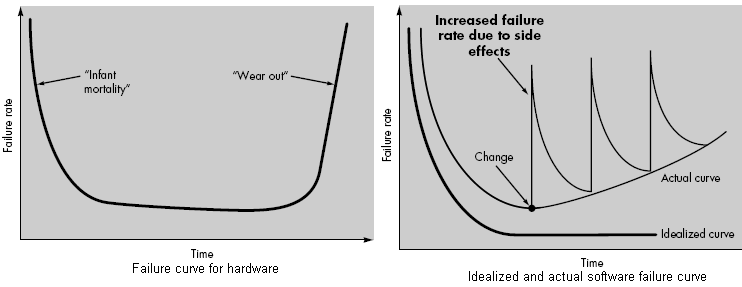 Failure rate
"Infant
mortality"
"Wear out"
Time
Failure curve for hardware
Failure rate
Increased failure
rate due to side
effects
Change
Actual curve
Idealized curve
Time
Idealized and actual software failure curve